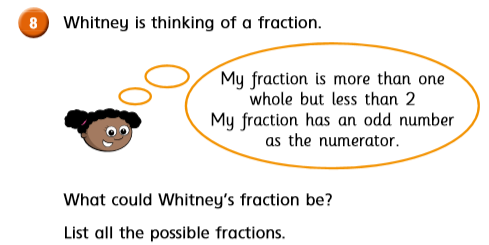 8 Whitney is thinking of a fraction.
My fraction is more than one
whole but less than 2
My fraction has an odd number
as the numerator.
What could Whitney's fraction be?
List all the possible fractions.